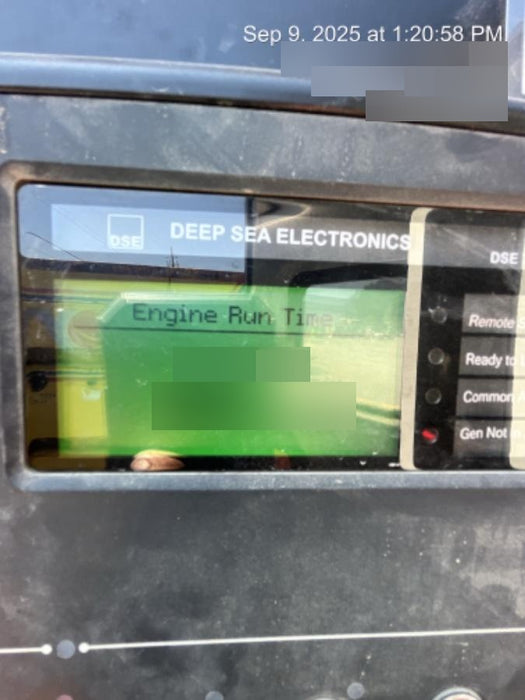 Sep 9. 2025 at 1:20:58 PM
DSE
DEEP SEA ELECTRONICS
DSE
Engine Run Time
Remote
Ready to
Common
Gen Not